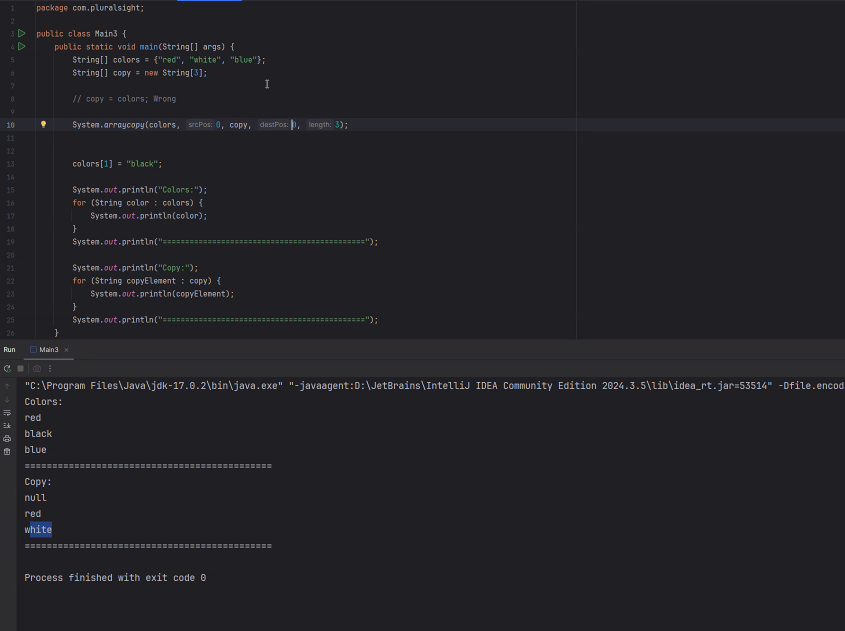 1 package com.pluralsight;
2
3 public class Main3 {
4 public static void main(String[] args) {
5 String[] colors = {"red", "white", "blue"};
6 String[] copy = new String[3];
7
8 // copy = colors; Wrong
9
10 System.arraycopy(colors, srcPos: 0, copy, destPos: 0, length: 3);
11
12
13 colors[1] = "black";
14
15 System.out.println("Colors:");
16 for (String color : colors) {
17 System.out.println(color);
18 }
19 System.out.println("=============================================");
20
21 System.out.println("Copy:");
22 for (String copyElement : copy) {
23 System.out.println(copyElement);
24 }
25 System.out.println("=============================================");
26 }
Run Main3 ×
"C:\Program Files\Java\jdk-17.0.2\bin\java.exe" "-javaagent:D:\JetBrains\IntelliJ IDEA Community Edition 2024.3.5\lib\idea_rt.jar=53514" -Dfile.encod
Colors:
red
black
blue
=============================================
Copy:
null
red
white
=============================================
Process finished with exit code 0